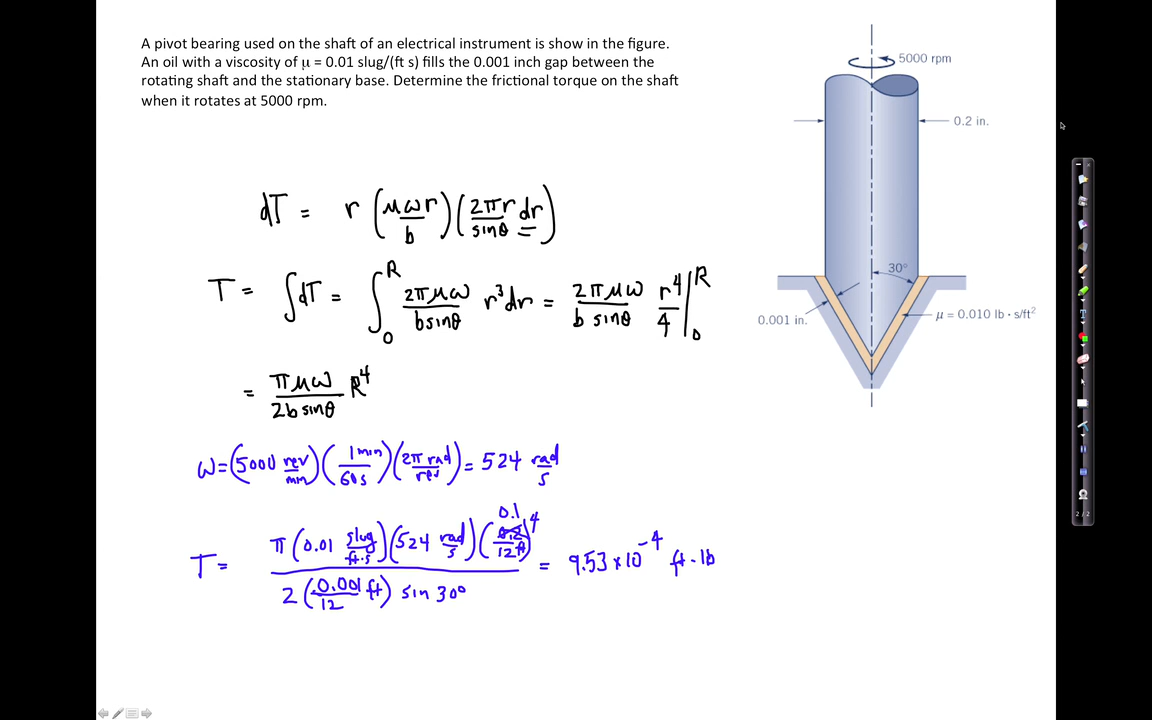 A pivot bearing used on the shaft of an electrical instrument is show in the figure.
An oil with a viscosity of μ = 0.01 slug/(ft s) fills the 0.001 inch gap between the
rotating shaft and the stationary base. Determine the frictional torque on the shaft
when it rotates at 5000 rpm.
5000 rpm
0.2 in.
30°
0.001 in.
μ = 0.010 lb · s/ft²
dT = r (μωr/b) (2πr/sinθ dr)
T = ∫dT = ∫₀ᴿ 2πμω/(b sinθ) r³dr = 2πμω/(b sinθ) r⁴/4 |₀ᴿ
= πμω/(2b sinθ) R⁴
ω = (5000 rev/min)(1 min/60 s)(2π rad/rev) = 524 rad/s
T = π (0.01 slug/ft·s)(524 rad/s)(0.1/12 ft)⁴ / 2 (0.001/12 ft) sin 30° = 9.53 × 10⁻⁴ ft·lb
2 / 2